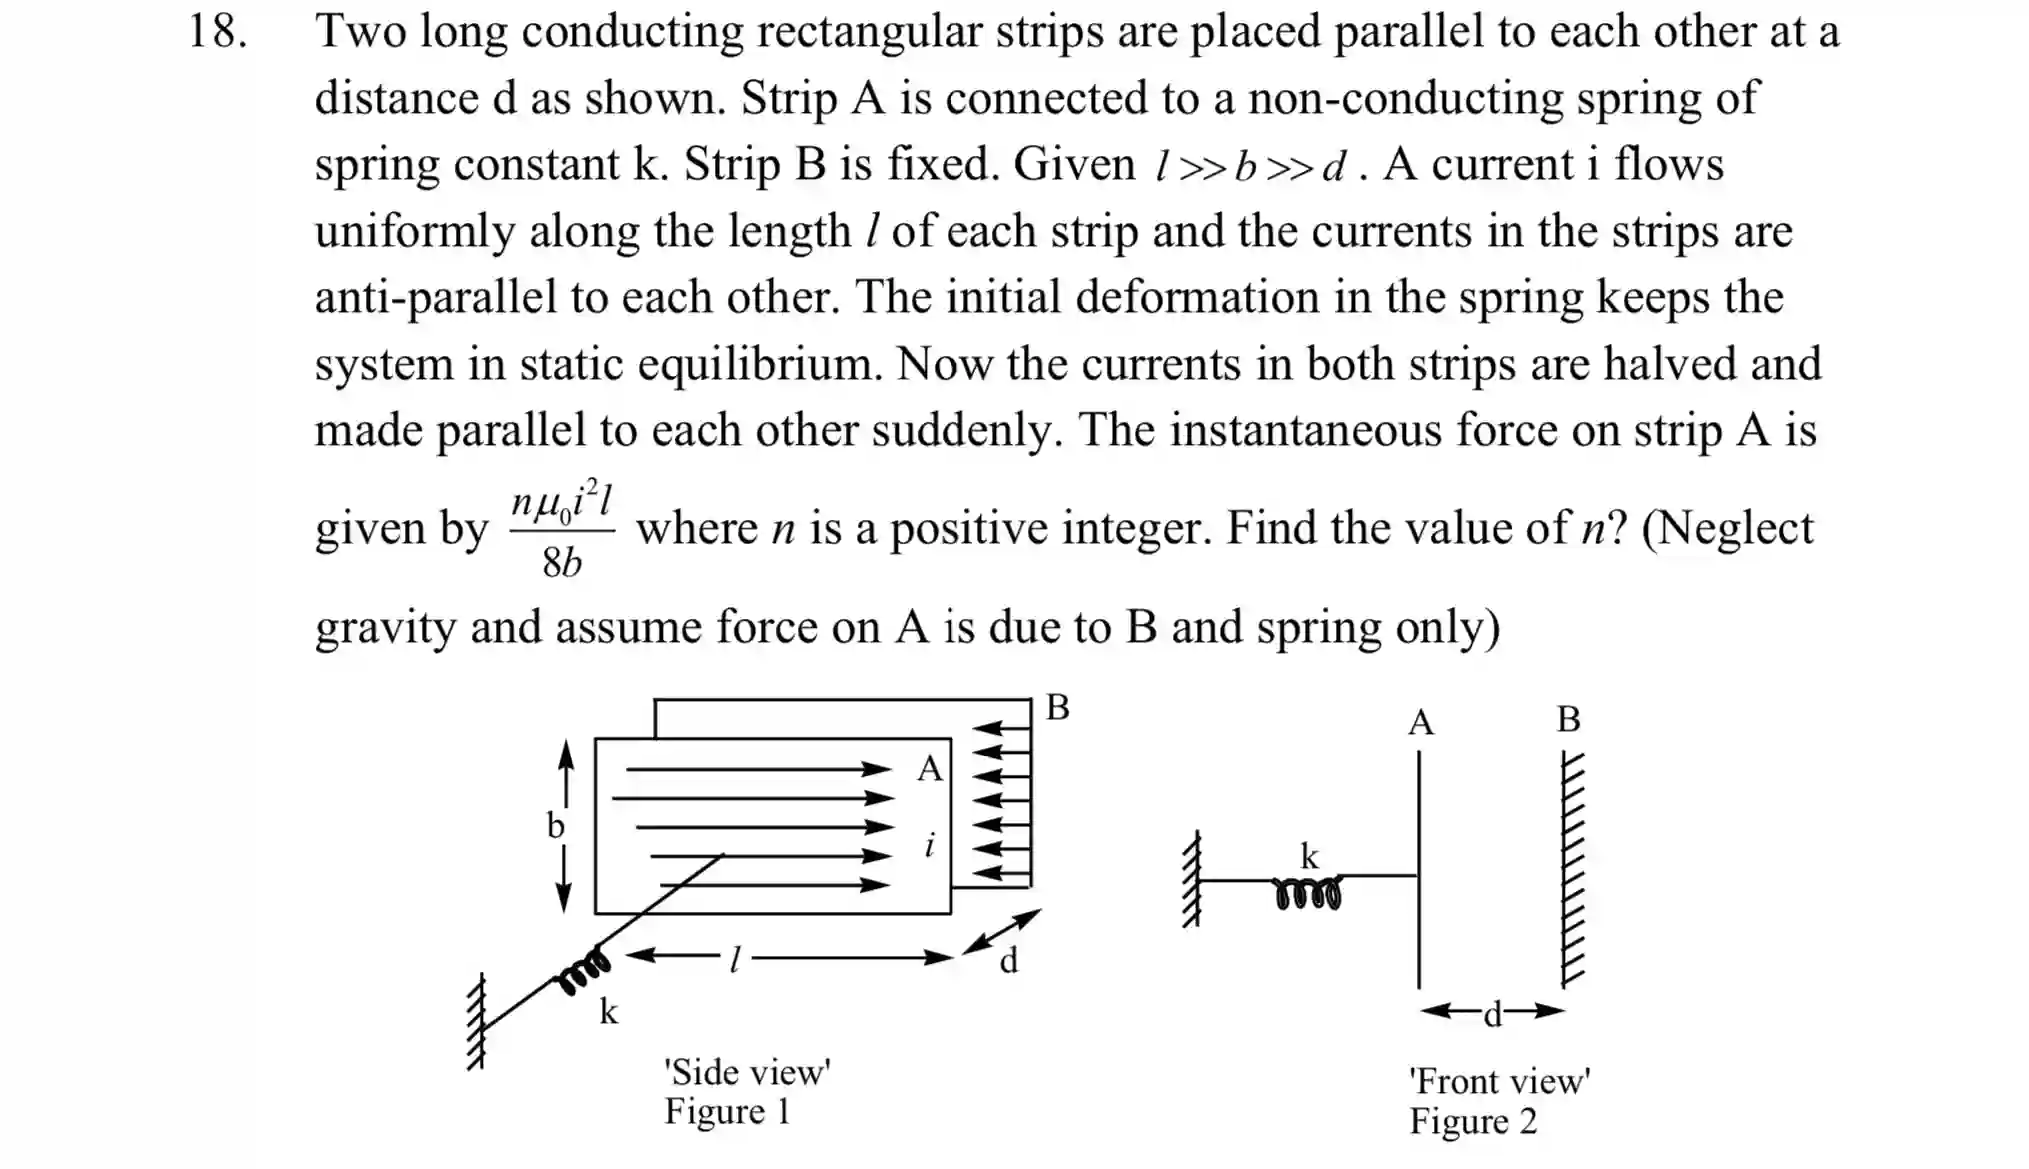 18. Two long conducting rectangular strips are placed parallel to each other at a
distance d as shown. Strip A is connected to a non-conducting spring of
spring constant k. Strip B is fixed. Given l >> b >> d . A current i flows
uniformly along the length l of each strip and the currents in the strips are
anti-parallel to each other. The initial deformation in the spring keeps the
system in static equilibrium. Now the currents in both strips are halved and
made parallel to each other suddenly. The instantaneous force on strip A is
given by nμ₀i²l/8b where n is a positive integer. Find the value of n? (Neglect
gravity and assume force on A is due to B and spring only)
B
A
i
b
l
d
k
'Side view'
Figure 1
A B
k
d
'Front view'
Figure 2